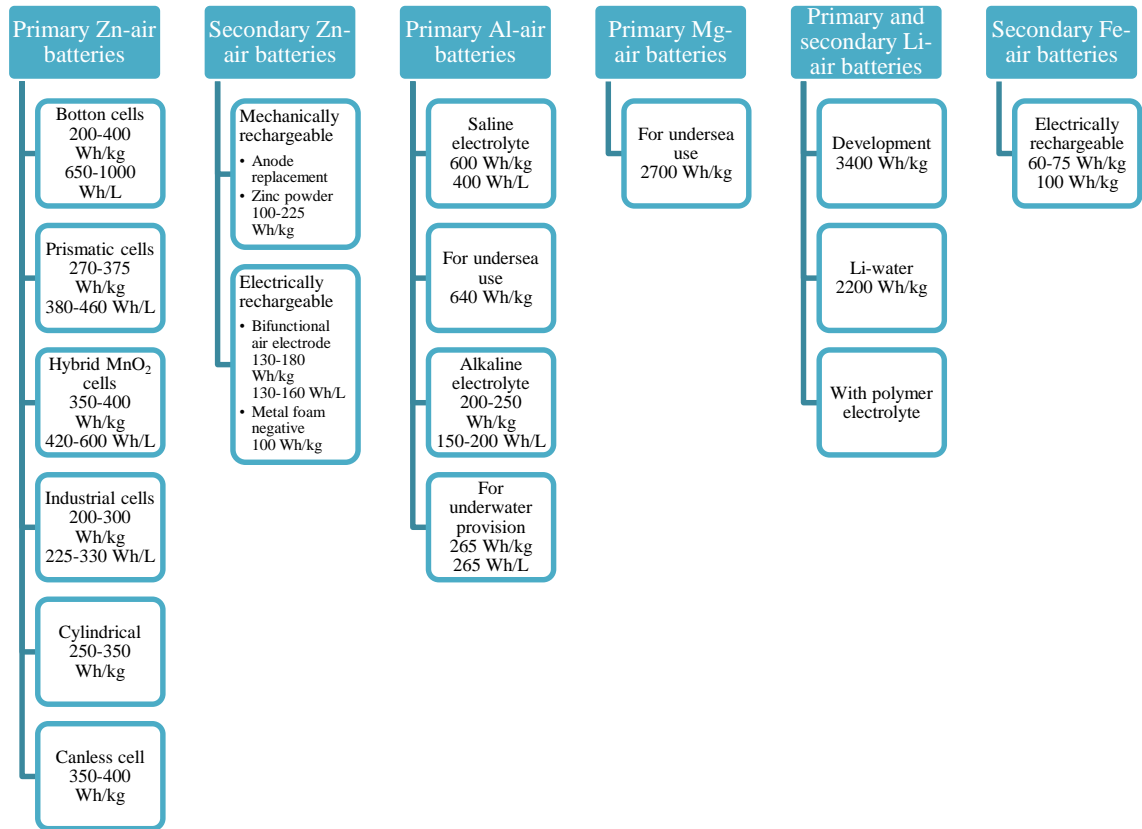 Primary Zn-air
batteries
Botton cells
200-400
Wh/kg
650-1000
Wh/L
Prismatic cells
270-375
Wh/kg
380-460 Wh/L
Hybrid MnO₂
cells
350-400
Wh/kg
420-600 Wh/L
Industrial cells
200-300
Wh/kg
225-330 Wh/L
Cylindrical
250-350
Wh/kg
Canless cell
350-400
Wh/kg
Secondary Zn-
air batteries
Mechanically
rechargeable
• Anode
replacement
• Zinc powder
100-225
Wh/kg
Electrically
rechargeable
• Bifunctional
air electrode
130-180
Wh/kg
130-160 Wh/L
• Metal foam
negative
100 Wh/kg
Primary Al-air
batteries
Saline
electrolyte
600 Wh/kg
400 Wh/L
For undersea
use
640 Wh/kg
Alkaline
electrolyte
200-250
Wh/kg
150-200 Wh/L
For
underwater
provision
265 Wh/kg
265 Wh/L
Primary Mg-
air batteries
For undersea
use
2700 Wh/kg
Primary and
secondary Li-
air batteries
Development
3400 Wh/kg
Li-water
2200 Wh/kg
With polymer
electrolyte
Secondary Fe-
air batteries
Electrically
rechargeable
60-75 Wh/kg
100 Wh/kg